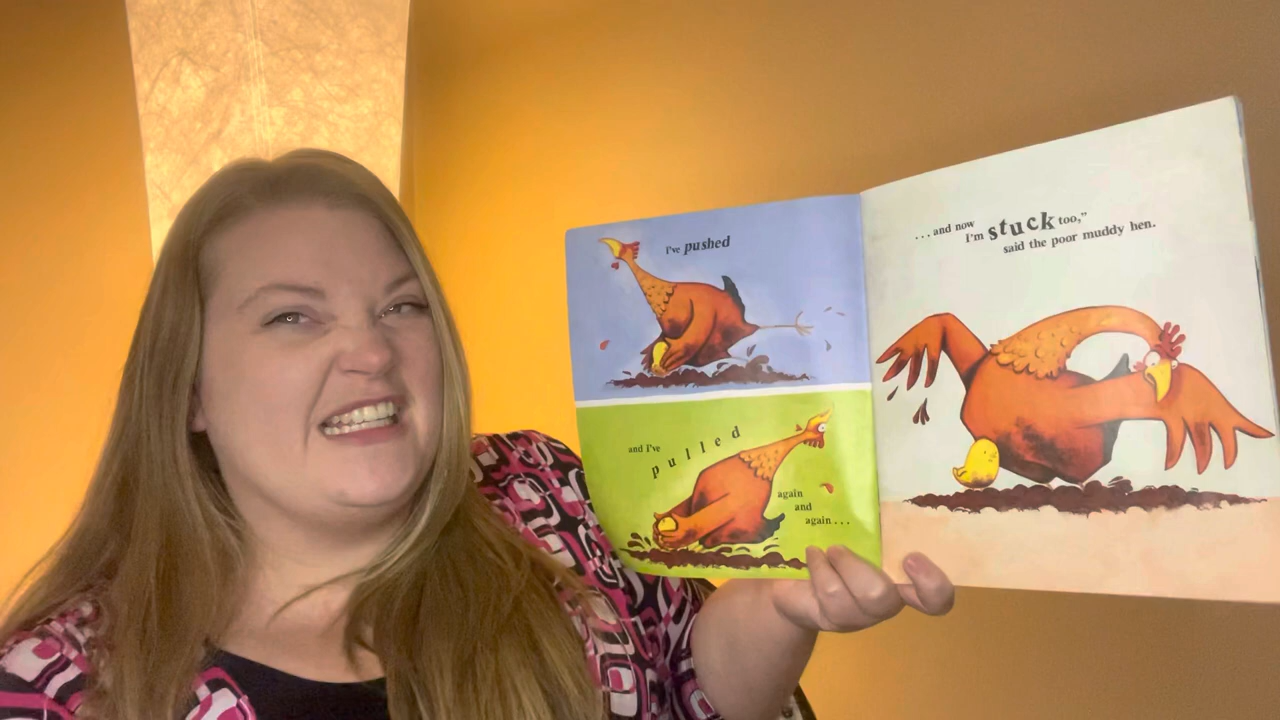 I've pushed
and I've
pulled
again
and
again...
...and now
I'm stuck too,"
said the poor muddy hen.